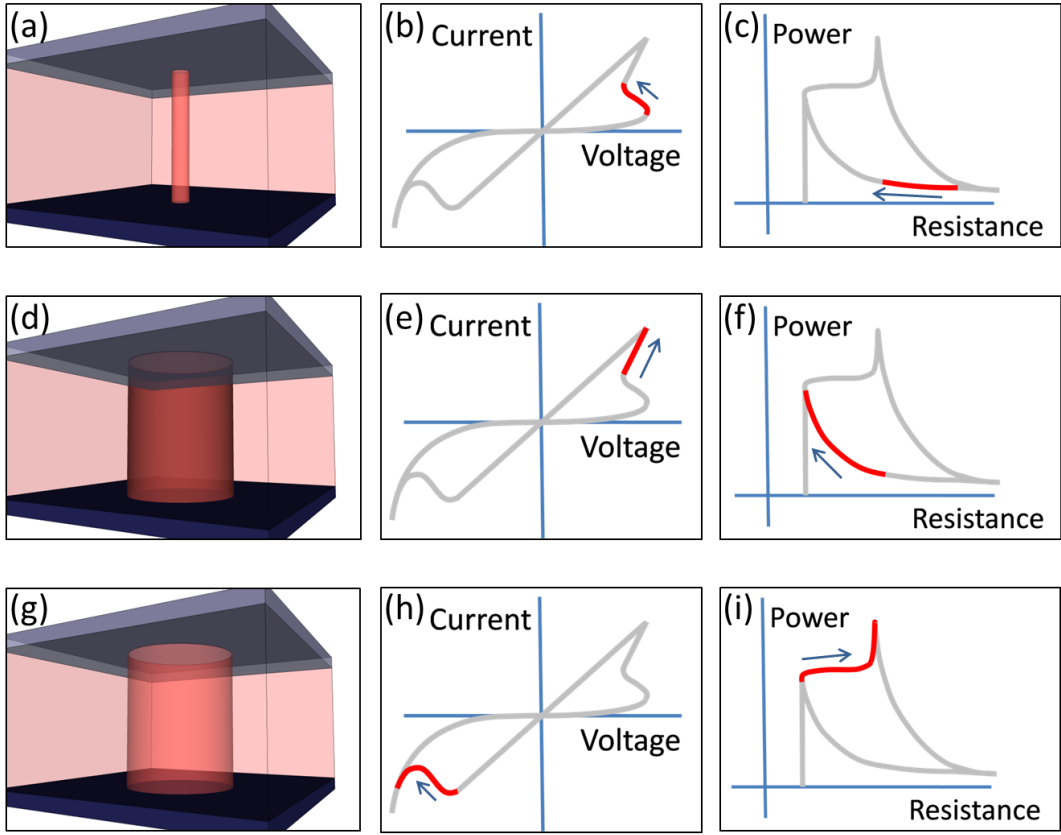 (a)
(b) Current
Voltage
(c) Power
Resistance
(d)
(e) Current
Voltage
(f) Power
Resistance
(g)
(h) Current
Voltage
(i) Power
Resistance